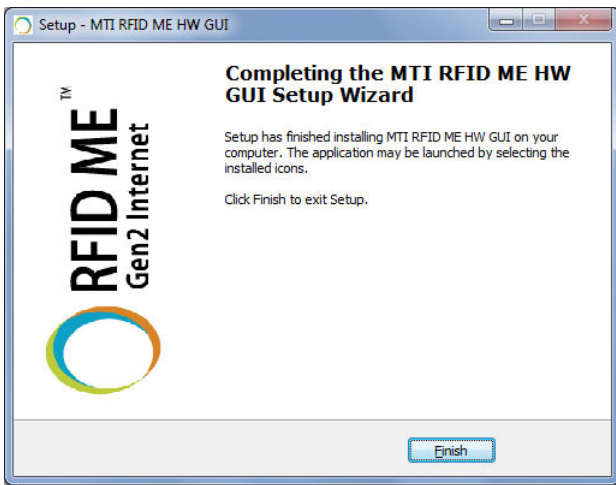 Setup - MTI RFID ME HW GUI
Completing the MTI RFID ME HW
GUI Setup Wizard
Setup has finished installing MTI RFID ME HW GUI on your
computer. The application may be launched by selecting the
installed icons.
Click Finish to exit Setup.
RFID ME™
Gen2 Internet
Finish